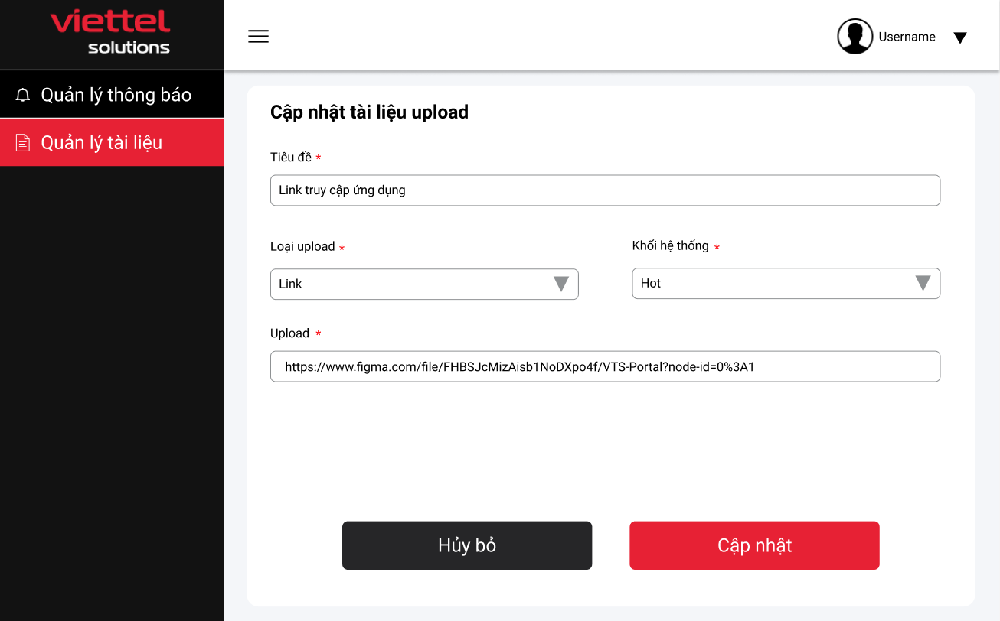 viettel
solutions
Username
Quản lý thông báo
Quản lý tài liệu
Cập nhật tài liệu upload
Tiêu đề *
Link truy cập ứng dụng
Loại upload *
Khối hệ thống *
Link
Hot
Upload *
https://www.figma.com/file/FHBSJcMizAisb1NoDXpo4f/VTS-Portal?node-id=0%3A1
Hủy bỏ
Cập nhật